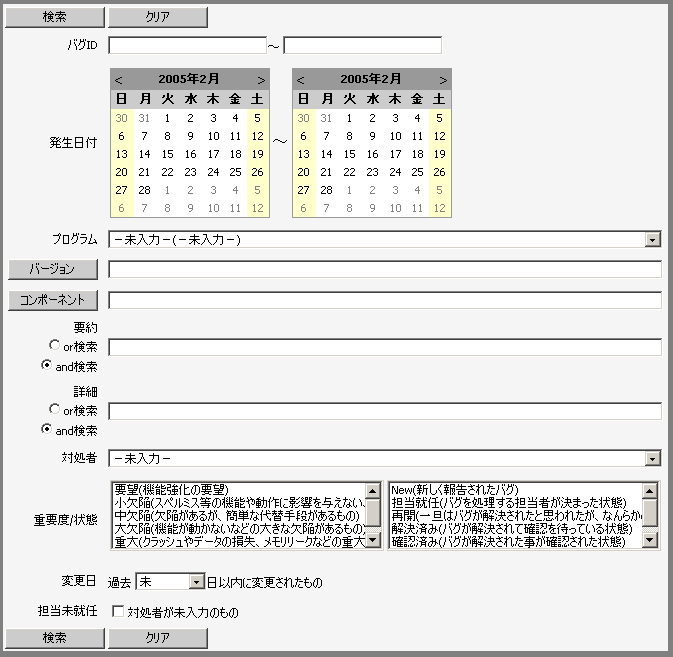 検索 クリア
バグID ～
< 2005年2月 > < 2005年2月 >
日 月 火 水 木 金 土 日 月 火 水 木 金 土
30 31 1 2 3 4 5 30 31 1 2 3 4 5
6 7 8 9 10 11 12 6 7 8 9 10 11 12
発生日付 13 14 15 16 17 18 19 ～ 13 14 15 16 17 18 19
20 21 22 23 24 25 26 20 21 22 23 24 25 26
27 28 1 2 3 4 5 27 28 1 2 3 4 5
6 7 8 9 10 11 12 6 7 8 9 10 11 12
プログラム －未入力－(－未入力－)
バージョン
コンポーネント
要約
or検索
and検索
詳細
or検索
and検索
対処者 －未入力－
重要度/状態
要望(機能強化の要望)
小欠陥(スペルミス等の機能や動作に影響を与えない
中欠陥(欠陥があるが、簡単な代替手段があるもの)
大欠陥(機能が動かないなどの大きな欠陥があるもの)
重大(クラッシュやデータの損失、メモリリークなどの重大
New(新しく報告されたバグ)
担当就任(バグを処理する担当者が決まった状態)
再開(一旦はバグが解決されたと思われたが、なんらか
解決済み(バグが解決されて確認を待っている状態)
確認済み(バグが解決された事が確認された状態)
変更日 過去 未 日以内に変更されたもの
担当未就任 対処者が未入力のもの
検索 クリア